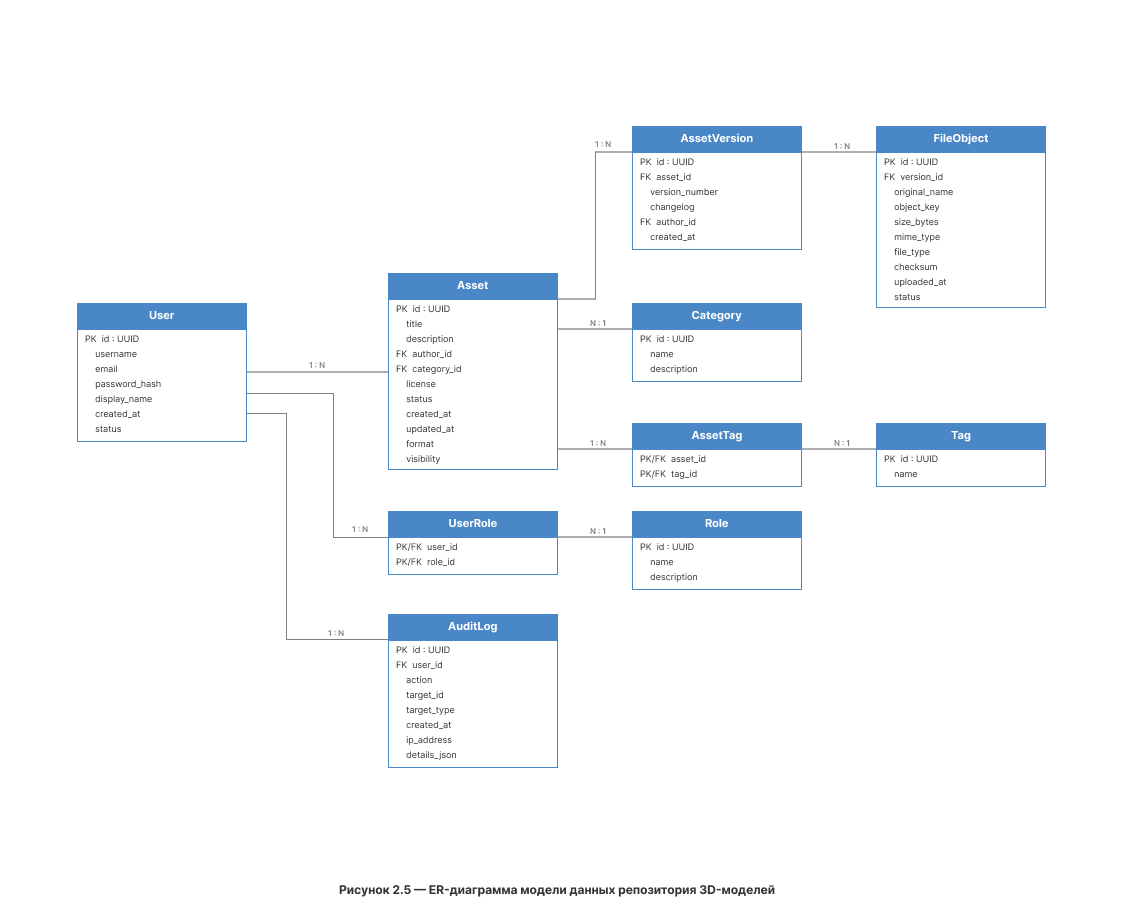 1 : N
AssetVersion
PK id : UUID
FK asset_id
version_number
changelog
FK author_id
created_at
1 : N
FileObject
PK id : UUID
FK version_id
original_name
object_key
size_bytes
mime_type
file_type
checksum
uploaded_at
status
User
PK id : UUID
username
email
password_hash
display_name
created_at
status
1 : N
Asset
PK id : UUID
title
description
FK author_id
FK category_id
license
status
created_at
updated_at
format
visibility
N : 1
Category
PK id : UUID
name
description
1 : N
AssetTag
PK/FK asset_id
PK/FK tag_id
N : 1
Tag
PK id : UUID
name
1 : N
UserRole
PK/FK user_id
PK/FK role_id
N : 1
Role
PK id : UUID
name
description
1 : N
AuditLog
PK id : UUID
FK user_id
action
target_id
target_type
created_at
ip_address
details_json
Рисунок 2.5 — ER-диаграмма модели данных репозитория 3D-моделей